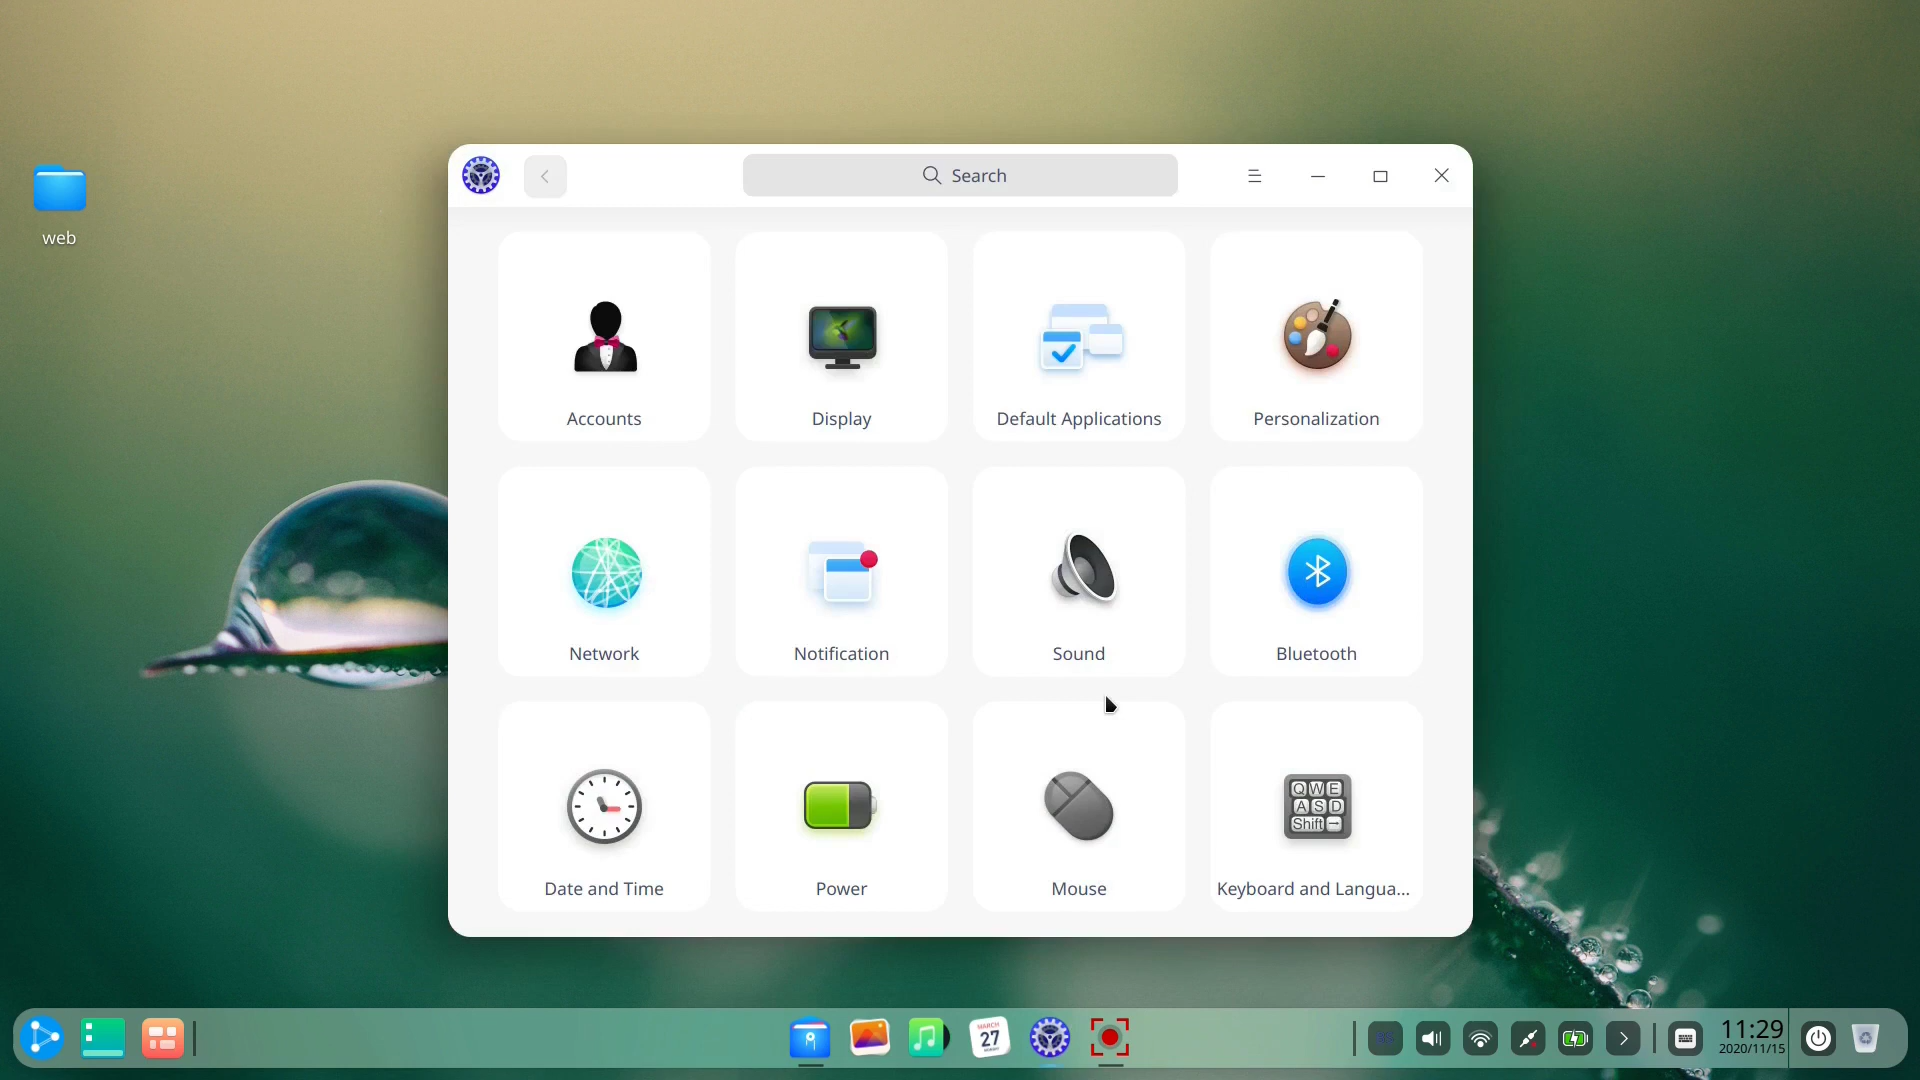 web
Search
Accounts
Display
Default Applications
Personalization
Network
Notification
Sound
Bluetooth
QWE
ASD
Shift→
Date and Time
Power
Mouse
Keyboard and Langua...
MARCH
27
11:29
2020/11/15